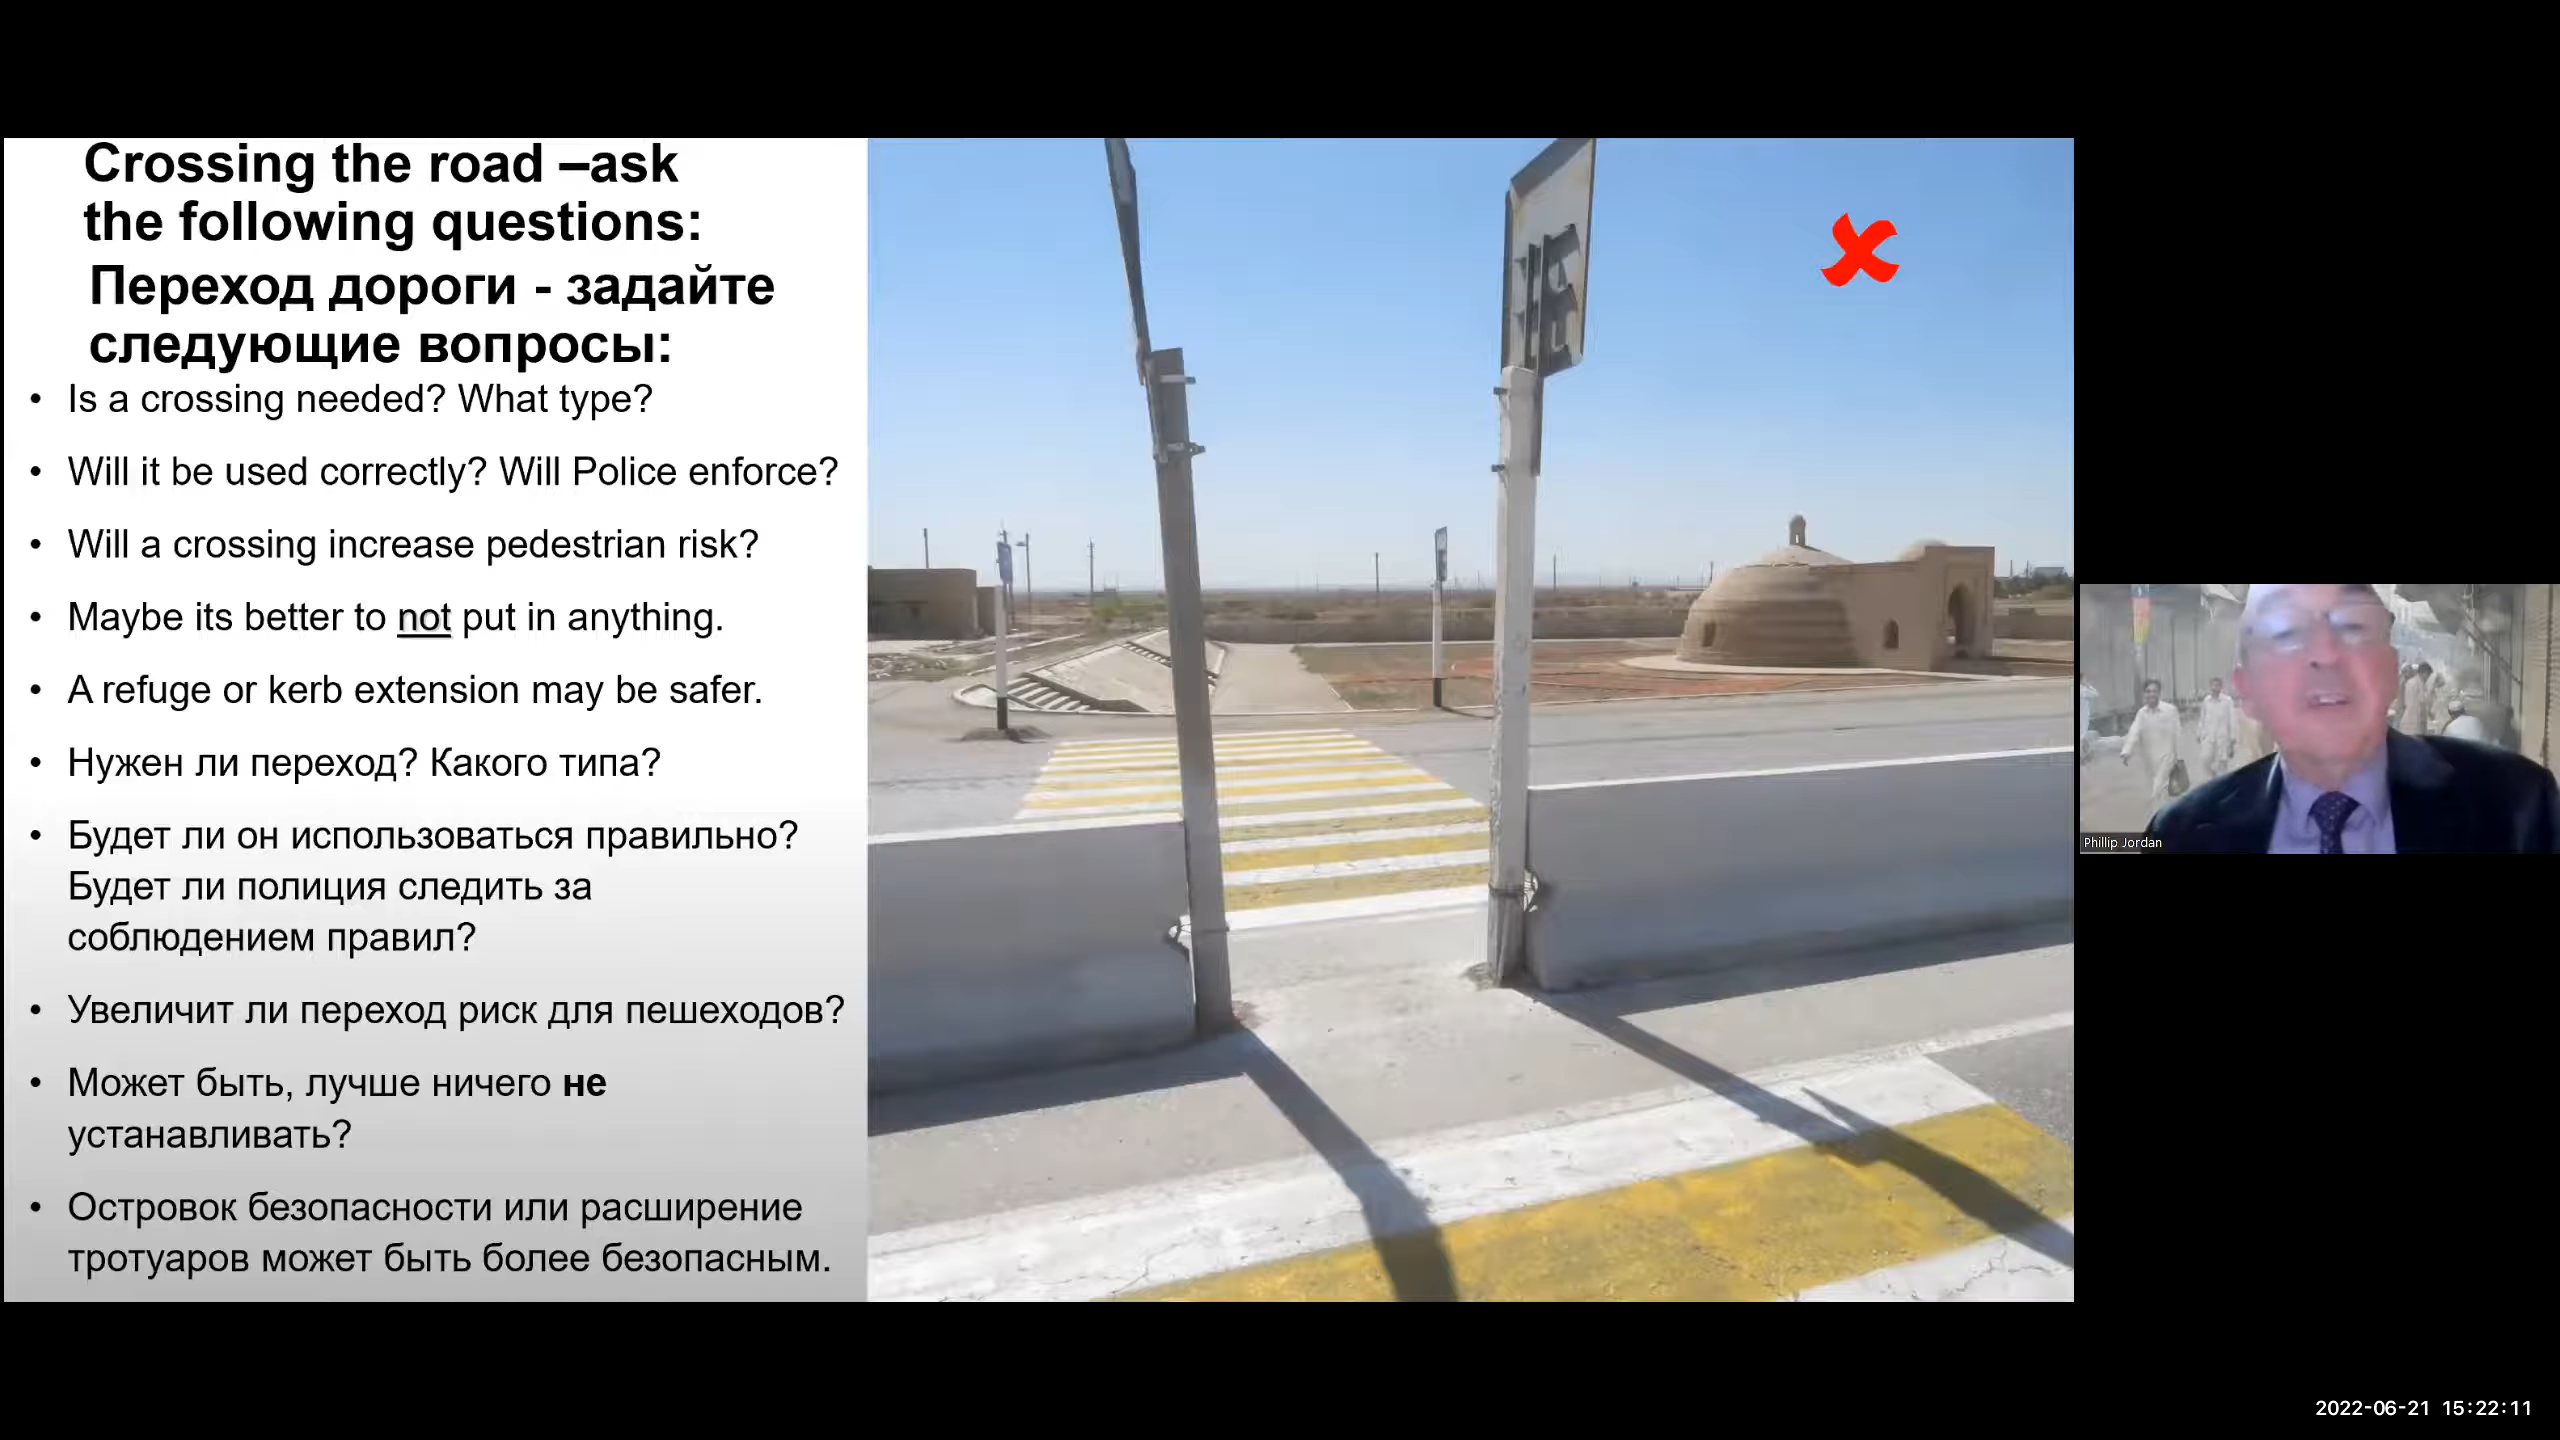 Crossing the road –ask
the following questions:
Переход дороги - задайте
следующие вопросы:
• Is a crossing needed? What type?
• Will it be used correctly? Will Police enforce?
• Will a crossing increase pedestrian risk?
• Maybe its better to not put in anything.
• A refuge or kerb extension may be safer.
• Нужен ли переход? Какого типа?
• Будет ли он использоваться правильно?
Будет ли полиция следить за
соблюдением правил?
• Увеличит ли переход риск для пешеходов?
• Может быть, лучше ничего не
устанавливать?
• Островок безопасности или расширение
тротуаров может быть более безопасным.
Phillip Jordan
2022-06-21 15:22:11